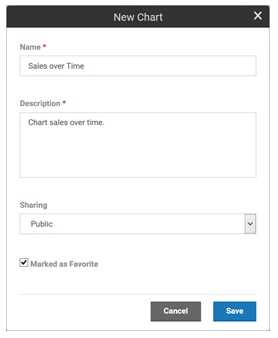 New Chart
Name *
Sales over Time
Description *
Chart sales over time.
Sharing
Public
Marked as Favorite
Cancel Save